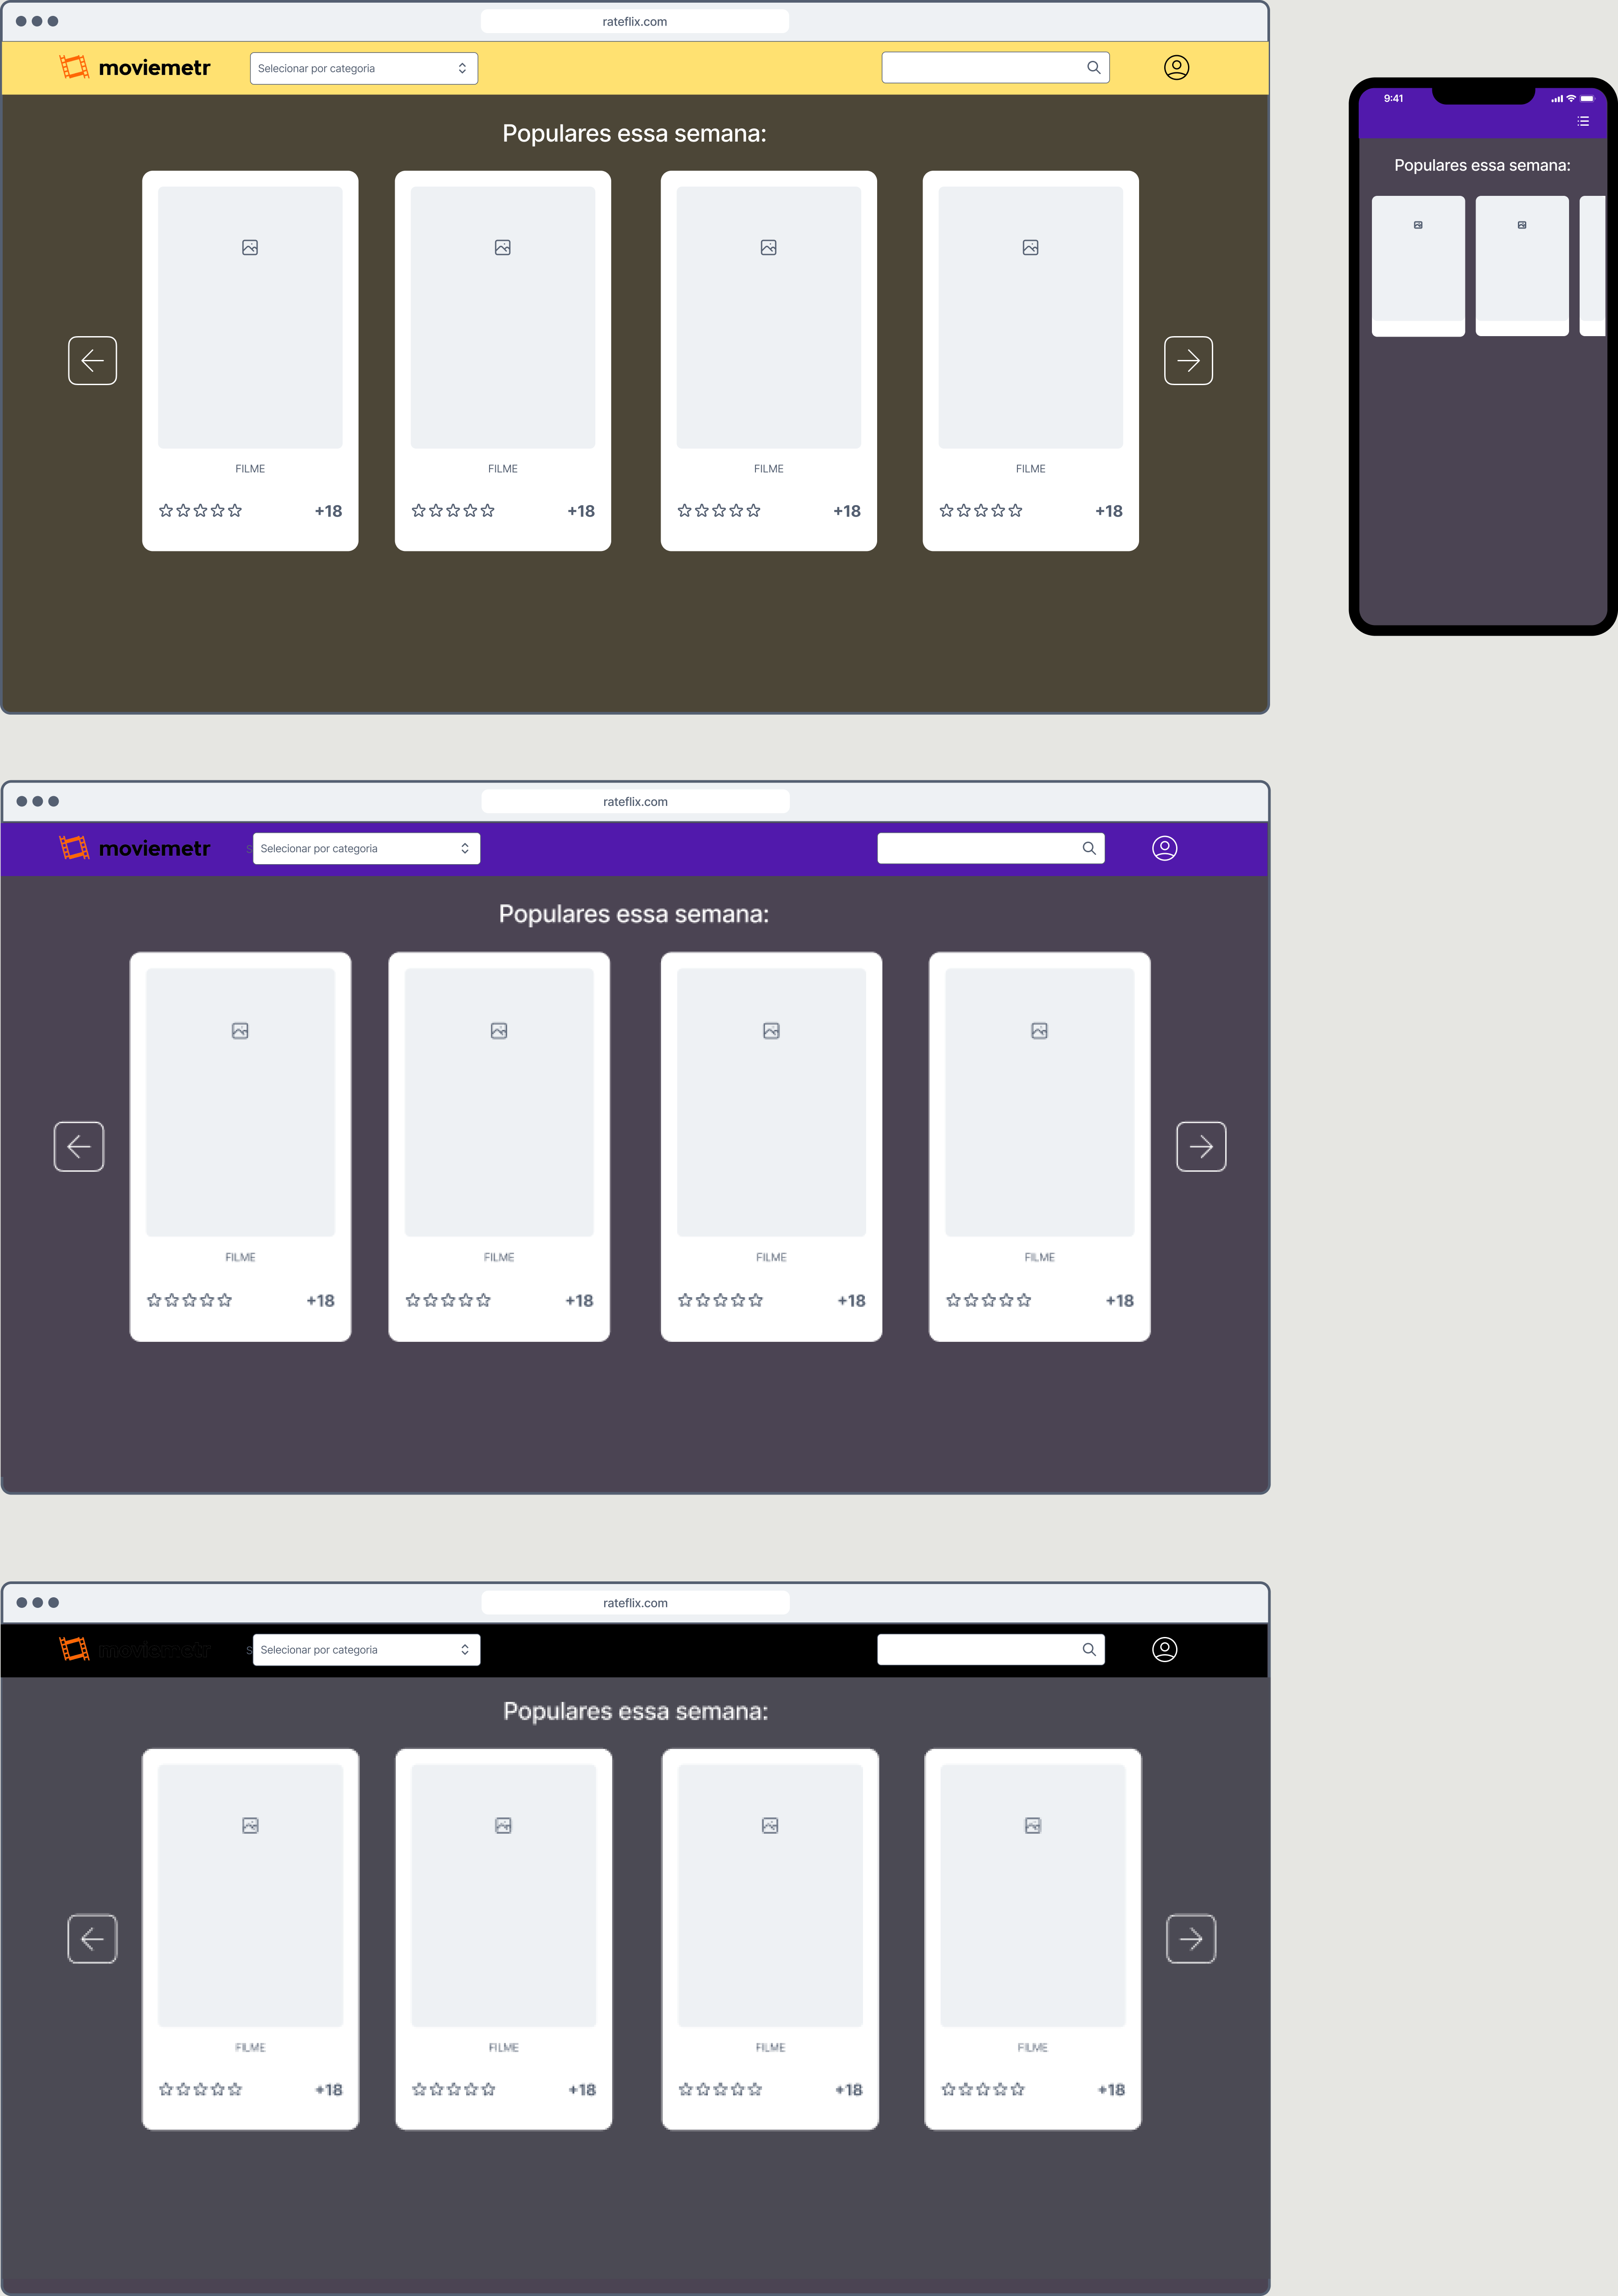 rateflix.com
moviemetr
Selecionar por categoria
Populares essa semana:
FILME
+18
FILME
+18
FILME
+18
FILME
+18
9:41
Populares essa semana:
rateflix.com
moviemetr
S
Selecionar por categoria
Populares essa semana:
FILME
+18
FILME
+18
FILME
+18
FILME
+18
rateflix.com
moviemetr
S
Selecionar por categoria
Populares essa semana:
FILME
+18
FILME
+18
FILME
+18
FILME
+18